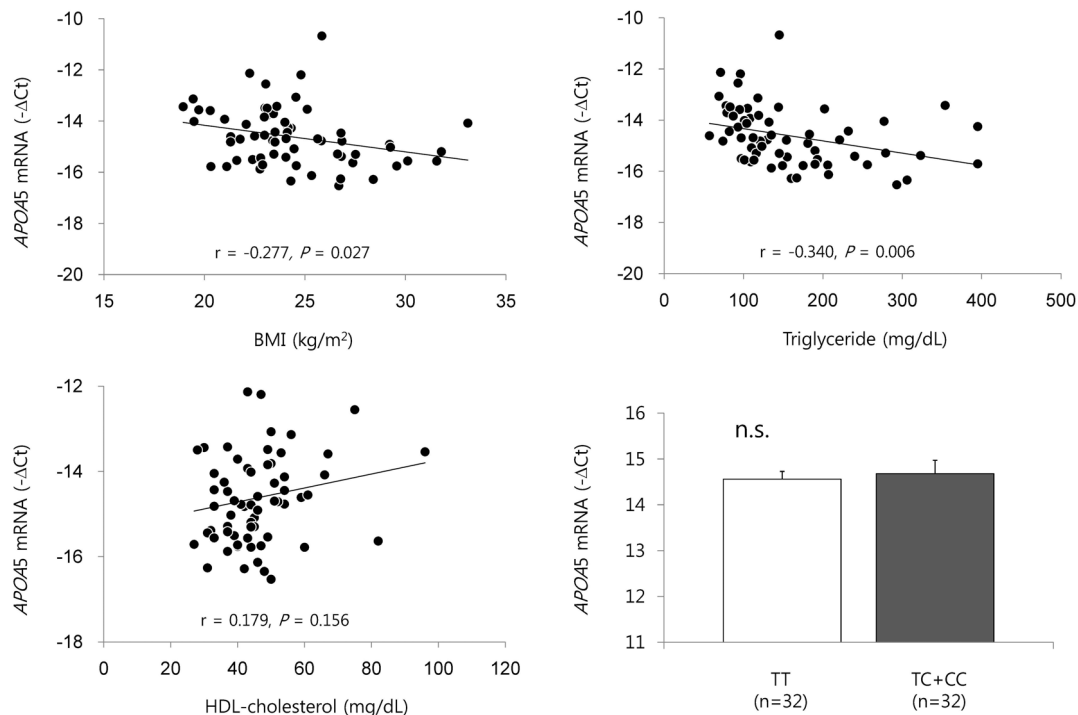 -10
-12
-14
-16
-18
-20
APOA5 mRNA (-ΔCt)
r = -0.277, P = 0.027
15 20 25 30 35
BMI (kg/m²)
-10
-12
-14
-16
-18
-20
APOA5 mRNA (-ΔCt)
r = -0.340, P = 0.006
0 100 200 300 400 500
Triglyceride (mg/dL)
-12
-14
-16
-18
APOA5 mRNA (-ΔCt)
r = 0.179, P = 0.156
0 20 40 60 80 100 120
HDL-cholesterol (mg/dL)
16
15
14
13
12
11
APOA5 mRNA (-ΔCt)
n.s.
TT TC+CC
(n=32) (n=32)